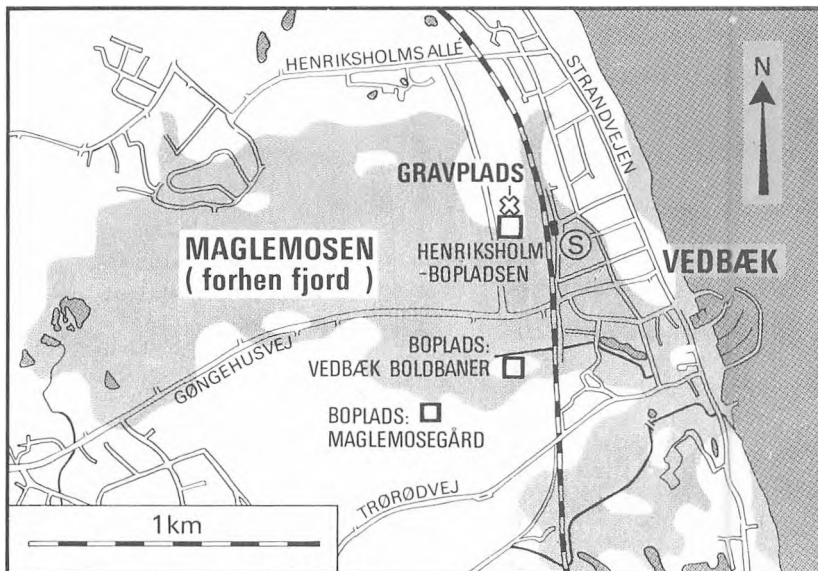 HENRIKSHOLMS ALLÉ
STRANDVEJEN
N
GRAVPLADS
MAGLEMOSEN
( forhen fjord )
HENRIKSHOLM
-BOPLADSEN
S
VEDBÆK
BOPLADS:
VEDBÆK BOLDBANER
GØNGEHUSVEJ
BOPLADS:
MAGLEMOSEGÅRD
TRØRØDVEJ
1km